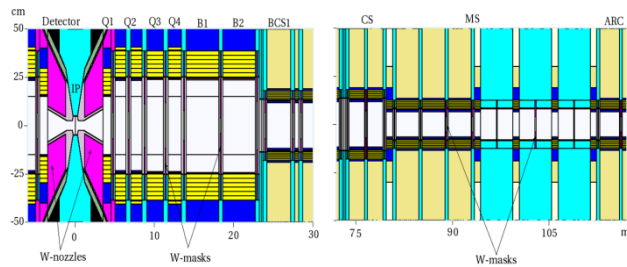 cm Detector Q1 Q2 Q3 Q4 B1 B2 BCS1 CS MS ARC
50
25
IP
0
-25
-50
0 10 20 30 75 90 105 m
W-nozzles W-masks W-masks